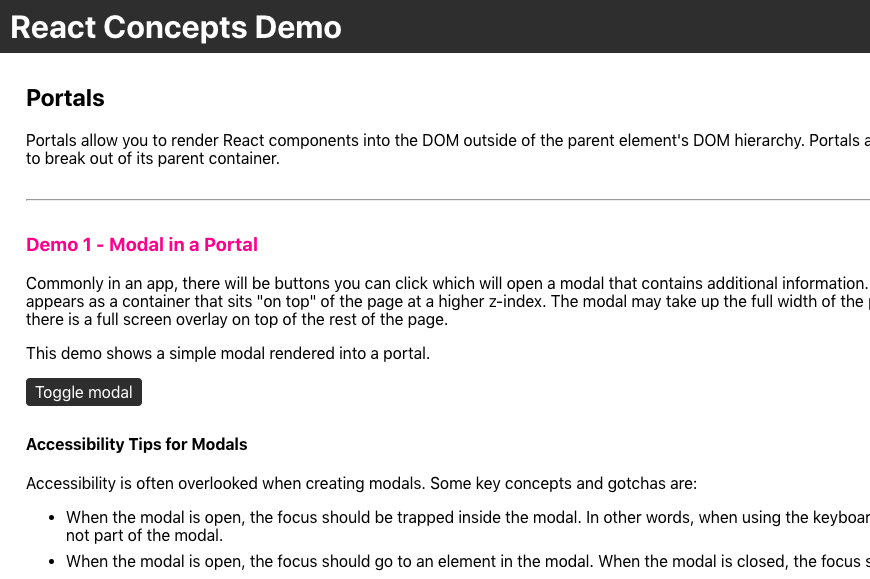 React Concepts Demo
Portals
Portals allow you to render React components into the DOM outside of the parent element's DOM hierarchy. Portals
to break out of its parent container.
Demo 1 - Modal in a Portal
Commonly in an app, there will be buttons you can click which will open a modal that contains additional information.
appears as a container that sits "on top" of the page at a higher z-index. The modal may take up the full width of the
there is a full screen overlay on top of the rest of the page.
This demo shows a simple modal rendered into a portal.
Toggle modal
Accessibility Tips for Modals
Accessibility is often overlooked when creating modals. Some key concepts and gotchas are:
• When the modal is open, the focus should be trapped inside the modal. In other words, when using the
not part of the modal.
• When the modal is open, the focus should go to an element in the modal. When the modal is closed, the focus